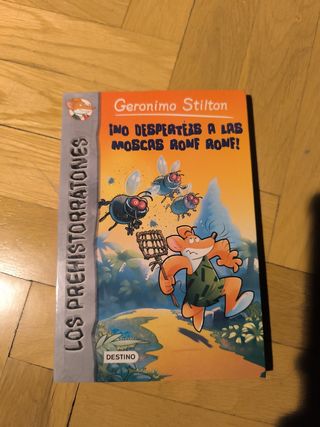 Geronimo Stilton
¡NO DESPERTÉIS A LAS
MOSCAS RONF RONF!
LOS PREHISTORRATONES
DESTINO